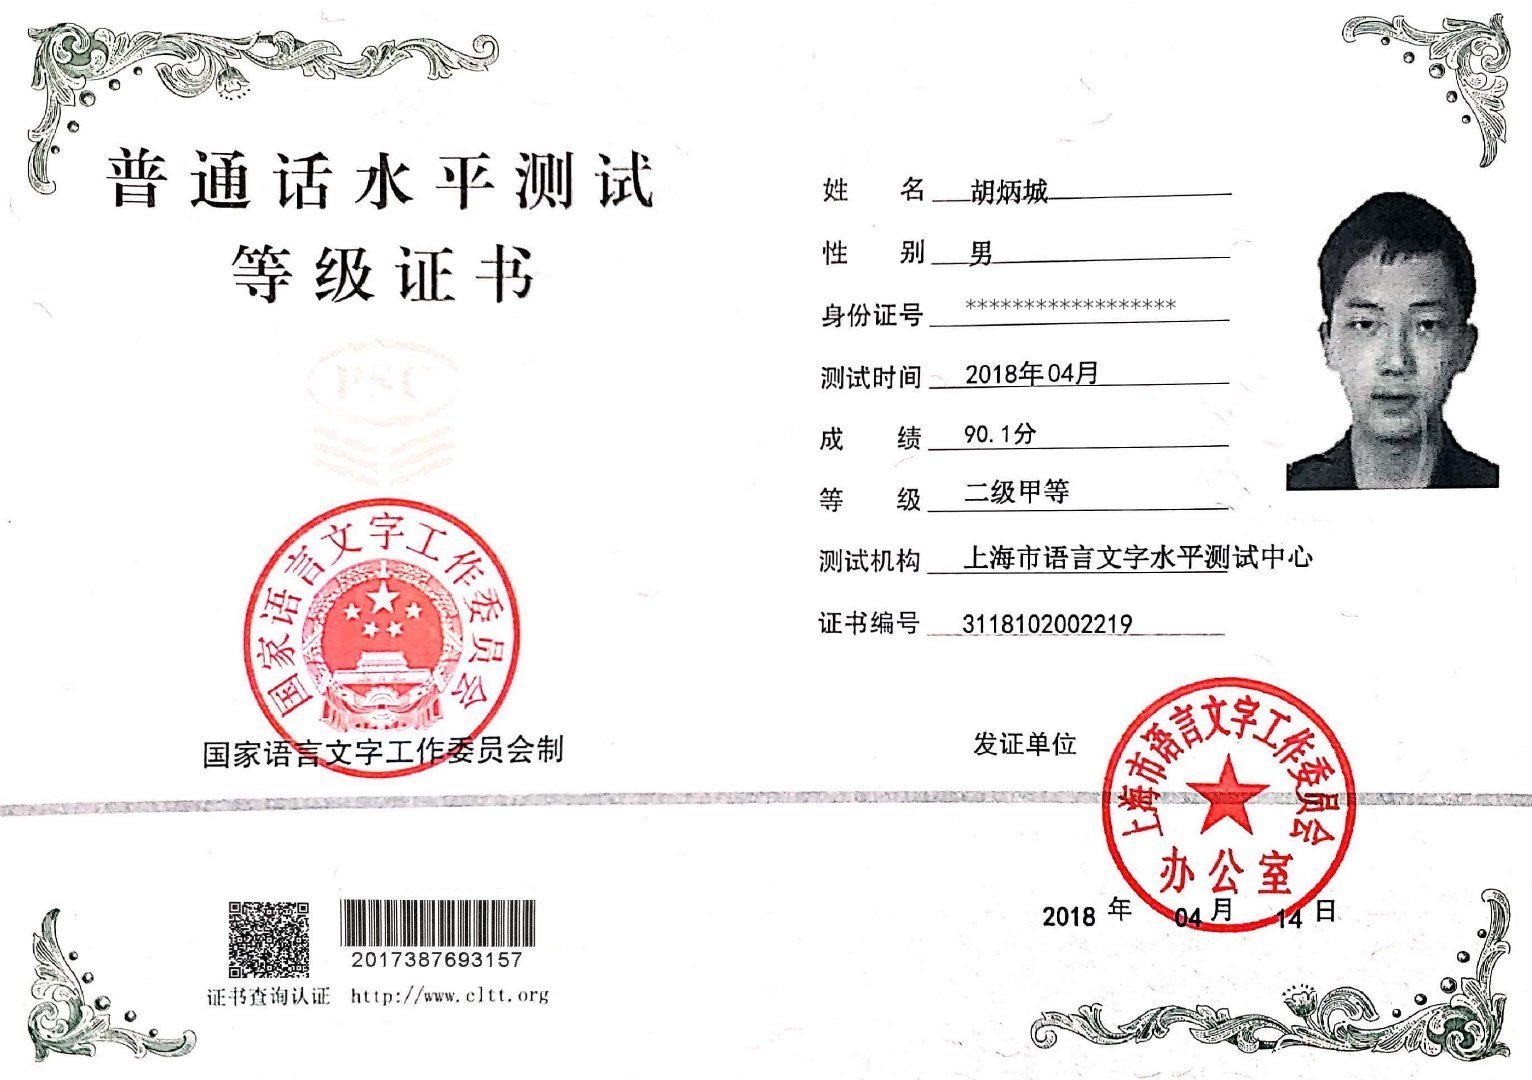 普通话水平测试
等级证书
PSC
国家语言文字工作委员会
国家语言文字工作委员会制
2017387693157
证书查询认证 http://www.cltt.org
姓 名 胡炳城
性 别 男
身份证号 ******************
测试时间 2018年04月
成 绩 90.1分
等 级 二级甲等
测试机构 上海市语言文字水平测试中心
证书编号 3118102002219
发证单位
上海市语言文字工作委员会
办公室
2018 年 04 月 14 日